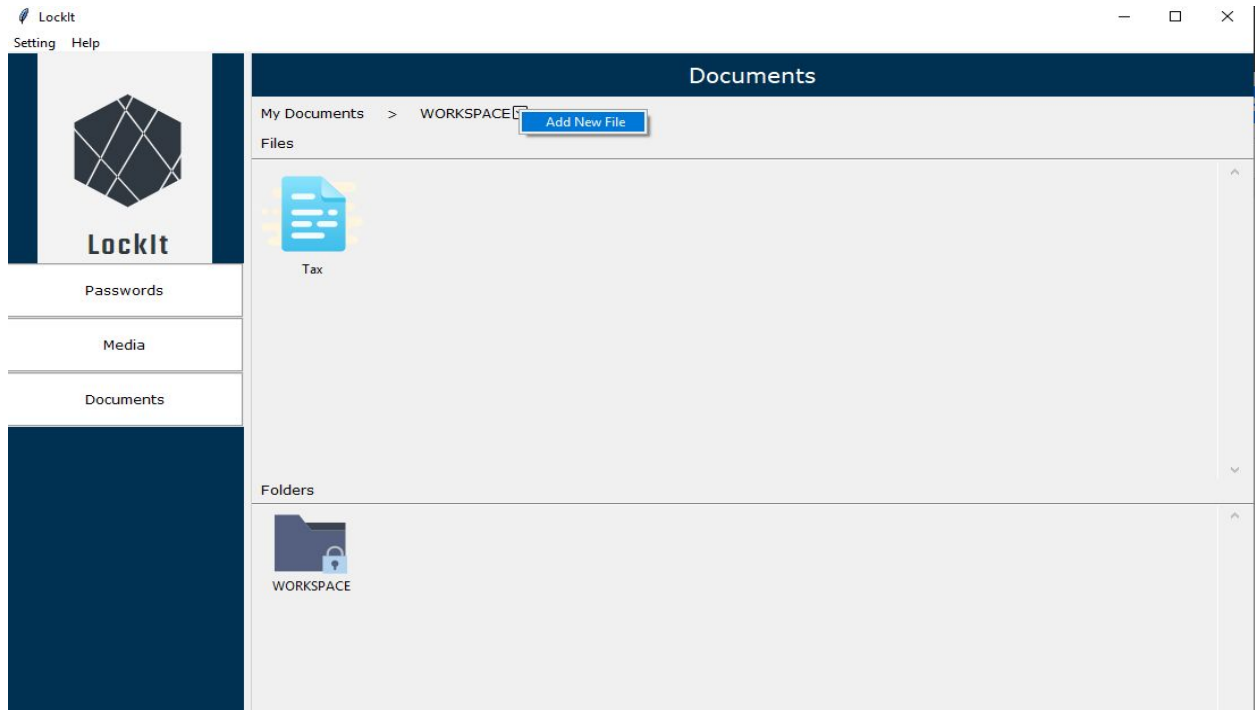 LockIt
Setting Help
Documents
My Documents > WORKSPACE
Add New File
Files
LockIt
Tax
Passwords
Media
Documents
Folders
WORKSPACE